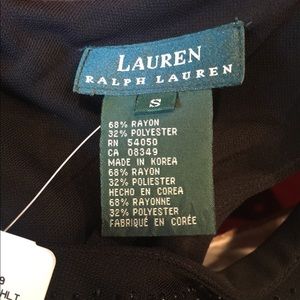 LAUREN
RALPH LAUREN
S
68% RAYON
32% POLYESTER
RN 54050
CA 08349
MADE IN KOREA
68% RAYON
32% POLIESTER
HECHO EN COREA
68% RAYONNE
32% POLYESTER
FABRIQUÉ EN CORÉE